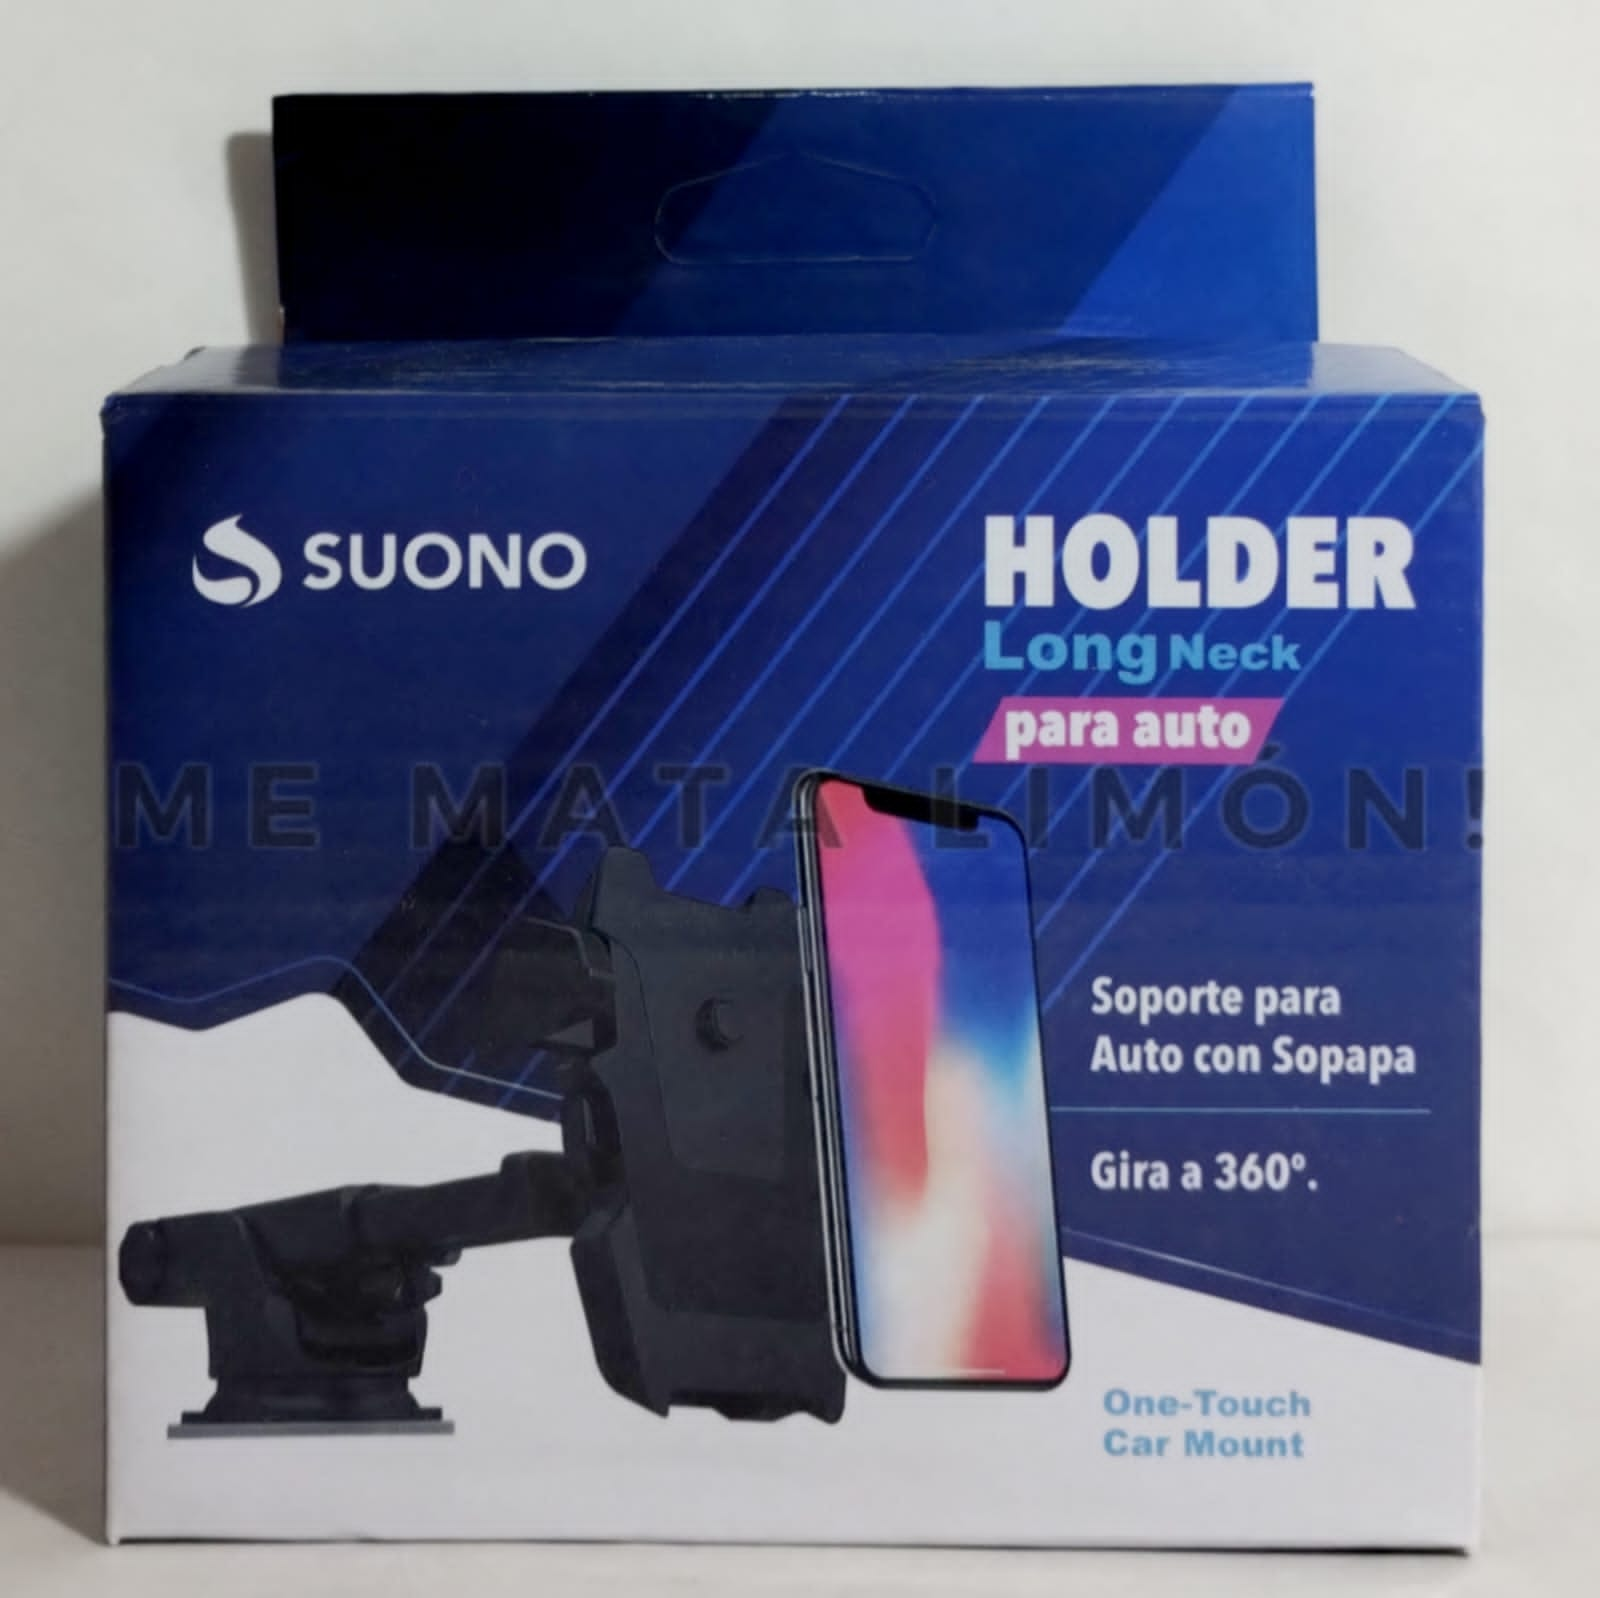 SUONO
HOLDER
Long Neck
para auto
ME MATA LIMÓN!
Soporte para
Auto con Sopapa
Gira a 360º.
One-Touch
Car Mount